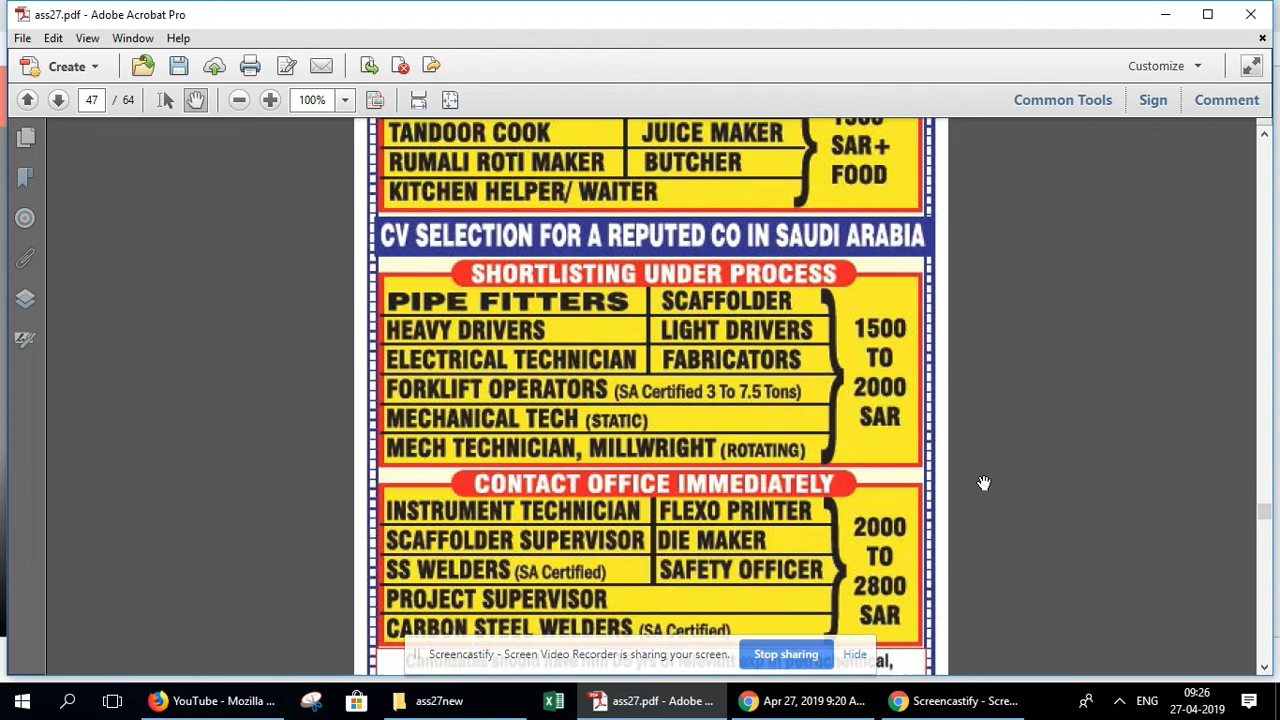 ass27.pdf - Adobe Acrobat Pro
File Edit View Window Help
Create Customize
47 / 64 100% Common Tools Sign Comment
1500
TANDOOR COOK JUICE MAKER SAR+
RUMALI ROTI MAKER BUTCHER FOOD
KITCHEN HELPER/ WAITER
CV SELECTION FOR A REPUTED CO IN SAUDI ARABIA
SHORTLISTING UNDER PROCESS
PIPE FITTERS SCAFFOLDER
HEAVY DRIVERS LIGHT DRIVERS 1500
ELECTRICAL TECHNICIAN FABRICATORS TO
FORKLIFT OPERATORS (SA Certified 3 To 7.5 Tons) 2000
MECHANICAL TECH (STATIC) SAR
MECH TECHNICIAN, MILLWRIGHT (ROTATING)
CONTACT OFFICE IMMEDIATELY
INSTRUMENT TECHNICIAN FLEXO PRINTER 2000
SCAFFOLDER SUPERVISOR DIE MAKER TO
SS WELDERS (SA Certified) SAFETY OFFICER 2800
PROJECT SUPERVISOR SAR
CARBON STEEL WELDERS (SA Certified)
Screencastify - Screen Video Recorder is sharing your screen. Stop sharing Hide
YouTube - Mozilla ... ass27new ass27.pdf - Adobe ... Apr 27, 2019 9:20 A... Screencastify - Scre... ENG 09:26
27-04-2019